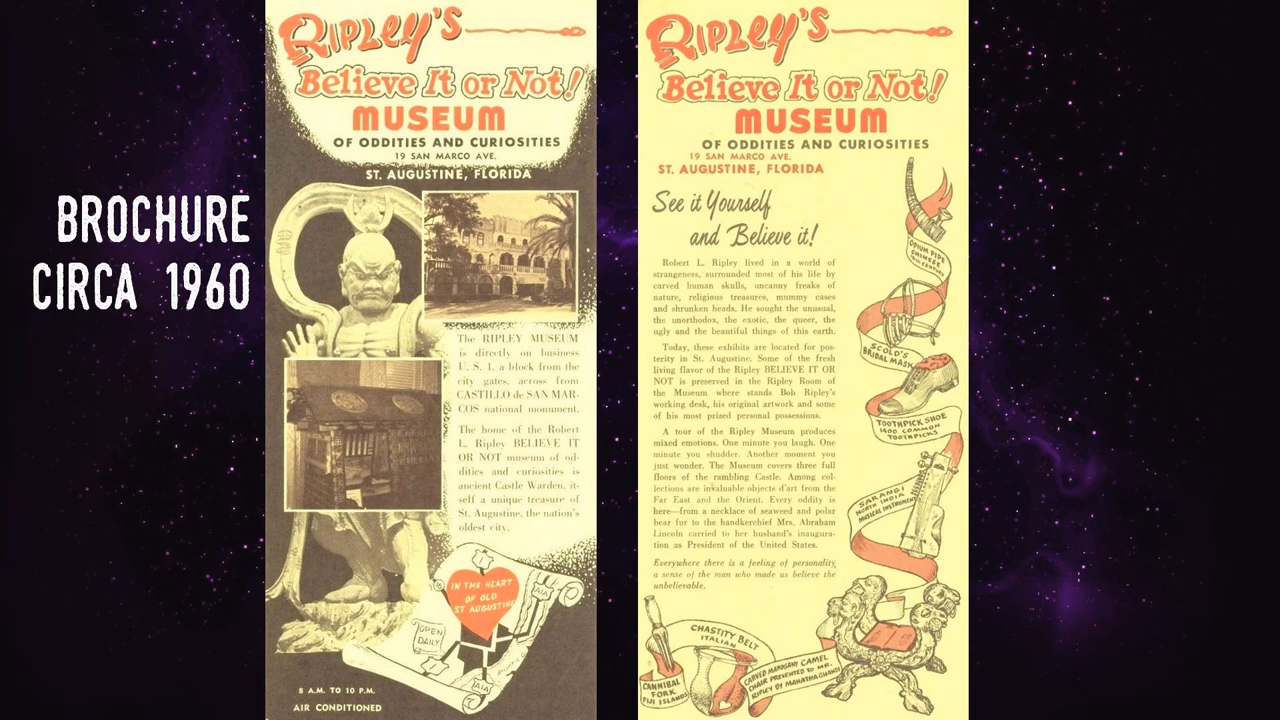 BROCHURE
CIRCA 1960
RIPLEY'S
Believe It or Not!
MUSEUM
OF ODDITIES AND CURIOSITIES
19 SAN MARCO AVE.
ST. AUGUSTINE, FLORIDA
The RIPLEY MUSEUM
is directly on business
U. S. 1, a block from the
city gates, across from
CASTILLO de SAN MAR-
COS national monument.
The home of the Robert
L. Ripley BELIEVE IT
OR NOT museum of od-
dities and curiosities is
ancient Castle Warden, it-
self a unique treasure of
St. Augustine, the nation's
oldest city.
IN THE HEART
OF OLD
ST AUGUSTINE
A1A
OPEN
DAILY
A1A
8 A.M. TO 10 P.M.
AIR CONDITIONED
RIPLEY'S
Believe It or Not!
MUSEUM
OF ODDITIES AND CURIOSITIES
19 SAN MARCO AVE.
ST. AUGUSTINE, FLORIDA
See it Yourself
and Believe it!
Robert L. Ripley lived in a world of
strangeness, surrounded most of his life by
carved human skulls, uncanny freaks of
nature, religious treasures, mummy cases
and shrunken heads. He sought the unusual,
the unorthodox, the exotic, the queer, the
ugly and the beautiful things of this earth.
Today, these exhibits are located for pos-
terity in St. Augustine. Some of the fresh
living flavor of the Ripley BELIEVE IT OR
NOT is preserved in the Ripley Room of
the Museum where stands Bob Ripley's
working desk, his original artwork and some
of his most prized personal possessions.
A tour of the Ripley Museum produces
mixed emotions. One minute you laugh. One
minute you shudder. Another moment you
just wonder. The Museum covers three full
floors of the rambling Castle. Among col-
lections are invaluable objects d'art from the
Far East and the Orient. Every oddity is
here—from a necklace of seaweed and polar
bear fur to the handkerchief Mrs. Abraham
Lincoln carried to her husband's inaugura-
tion as President of the United States.
Everywhere there is a feeling of personality,
a sense of the man who made us believe the
unbelievable.
OPIUM PIPE
CHINESE
CENTURY
SCOLD'S
BRIDAL MASK
TOOTHPICK SHOE
1400 COMMON
TOOTHPICKS
SARANGI
NORTH INDIA
MUSICAL INSTRUMENT
CANNIBAL
FORK
FIJI ISLANDS
CHASTITY BELT
ITALIAN
CARVED MAHOGANY CAMEL
CHAIR PRESENTED TO MR.
RIPLEY BY MAHATMA GHANDI